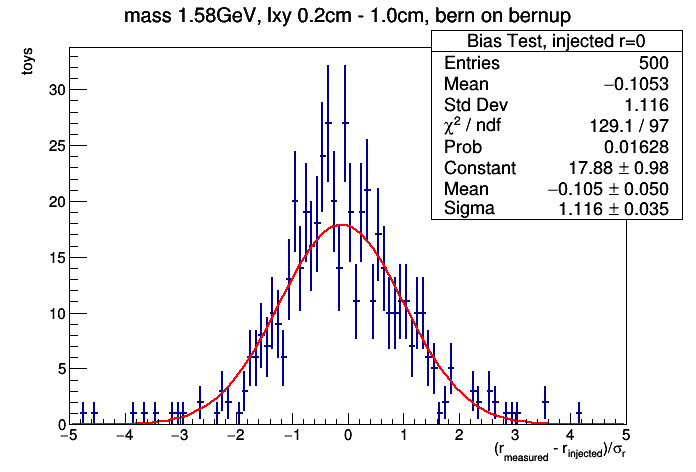 mass 1.58GeV, lxy 0.2cm - 1.0cm, bern on bernup
toys
Bias Test, injected r=0
Entries 500
Mean −0.1053
Std Dev 1.116
χ² / ndf 129.1 / 97
Prob 0.01628
Constant 17.88 ± 0.98
Mean −0.105 ± 0.050
Sigma 1.116 ± 0.035
30
25
20
15
10
5
0
−5 −4 −3 −2 −1 0 1 2 3 4 5
(r_measured - r_injected)/σ_r